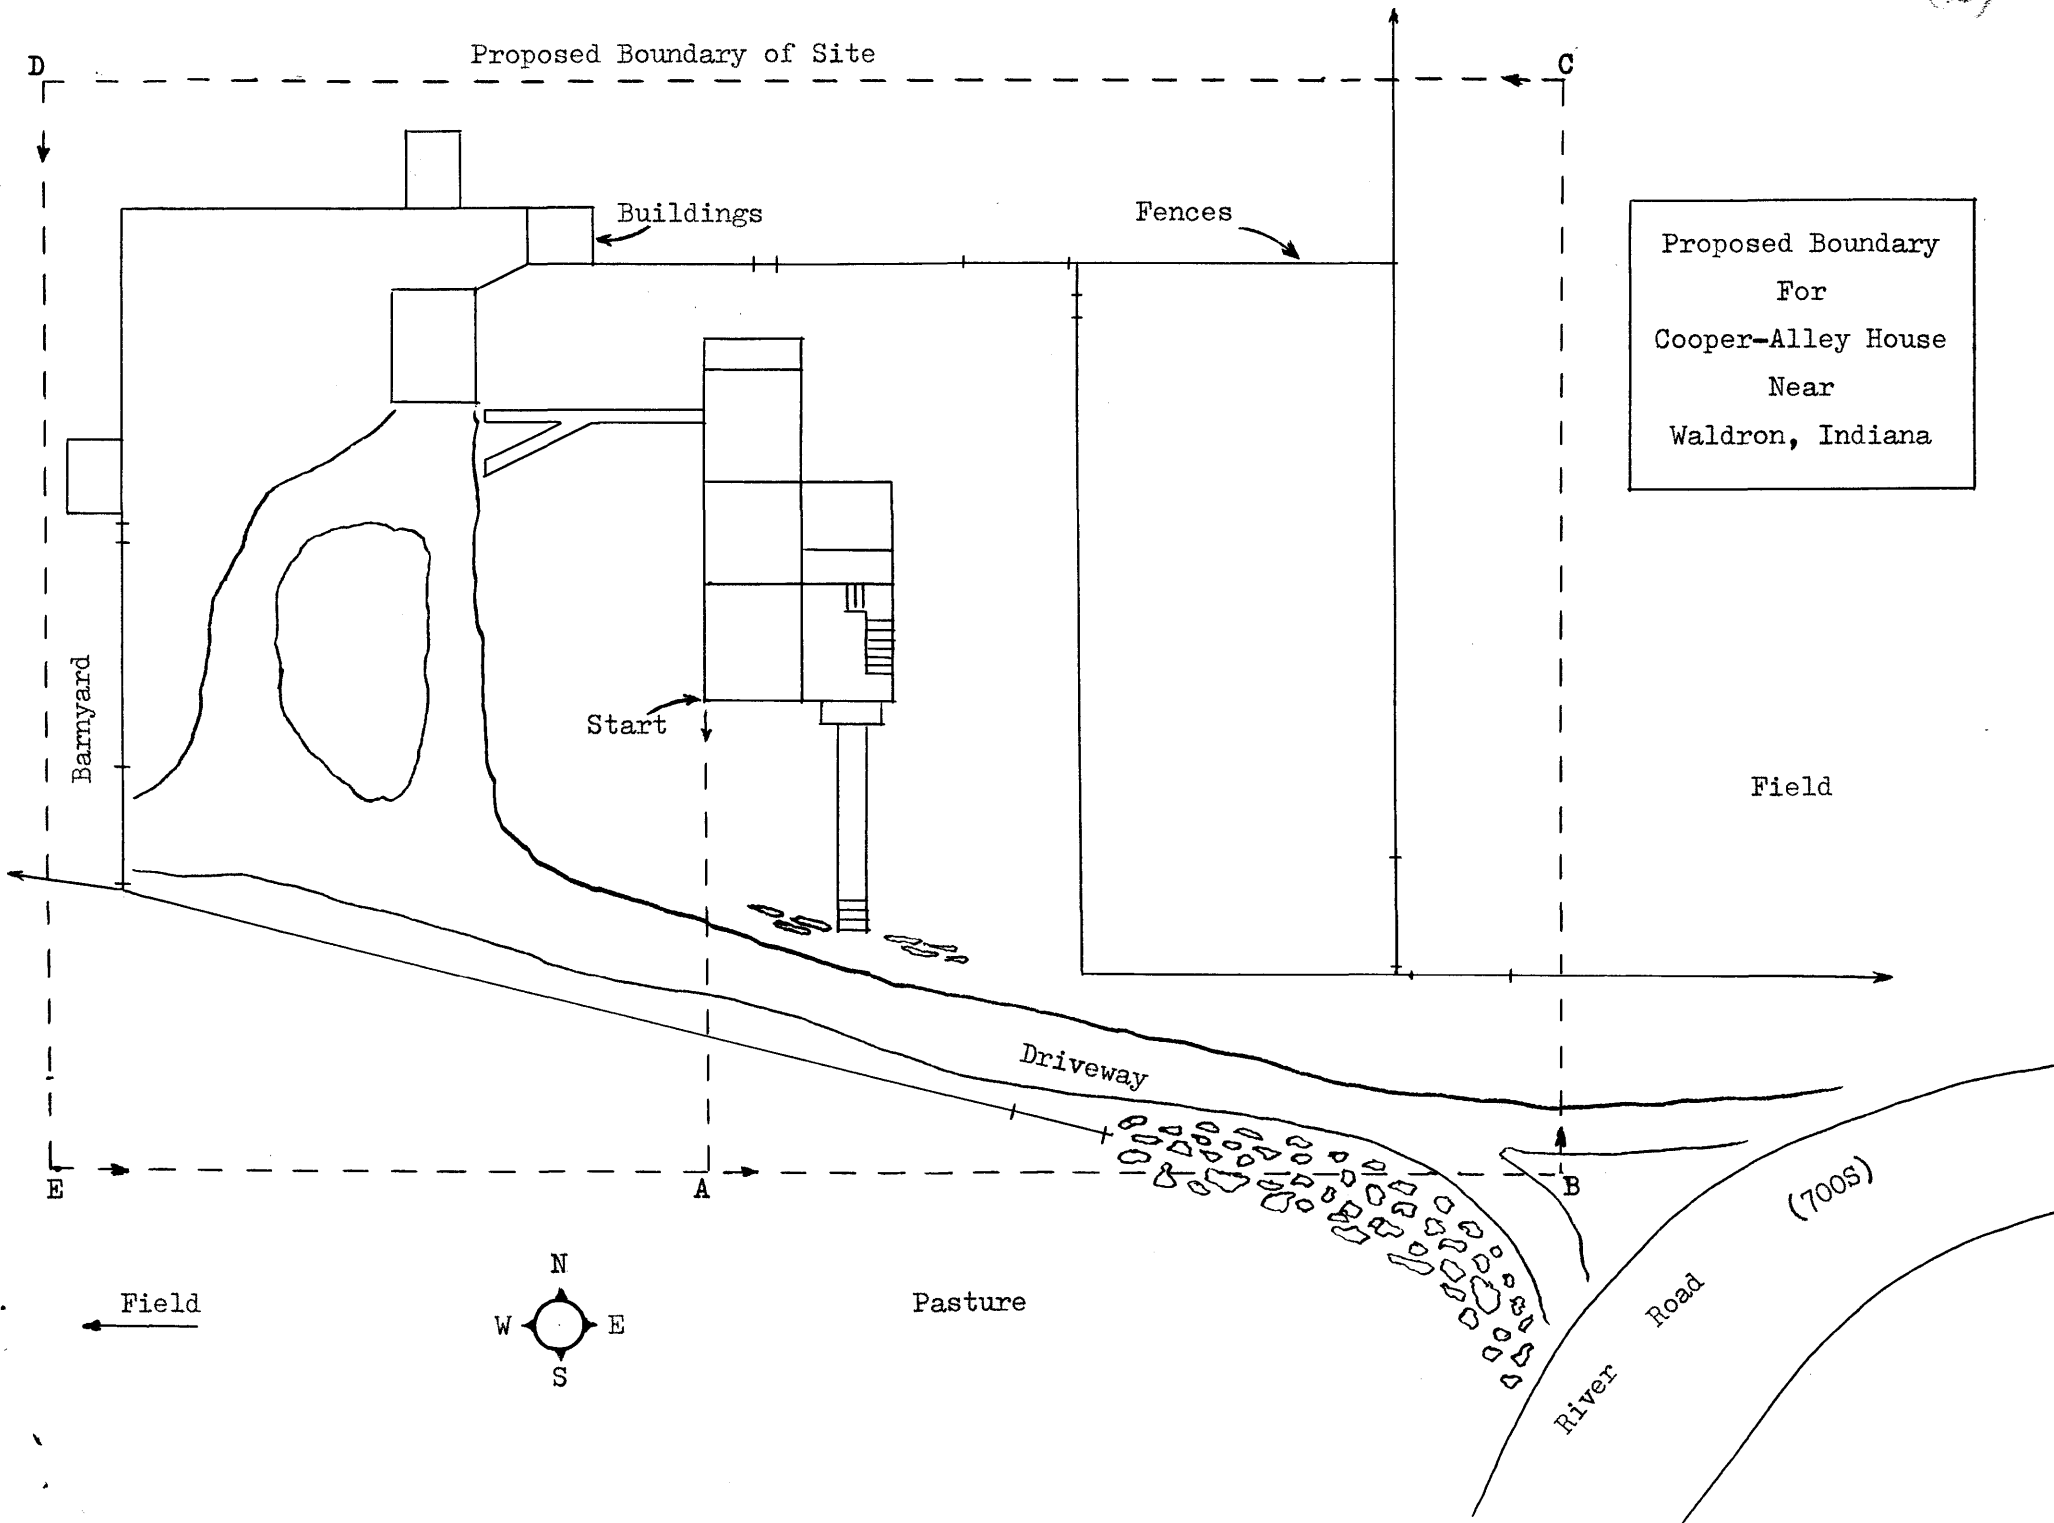 Proposed Boundary of Site
D
C
Buildings
Fences
Proposed Boundary
For
Cooper-Alley House
Near
Waldron, Indiana
Barnyard
Start
Field
Driveway
E
A
B
(700S)
River Road
N
W E
S
Field
Pasture